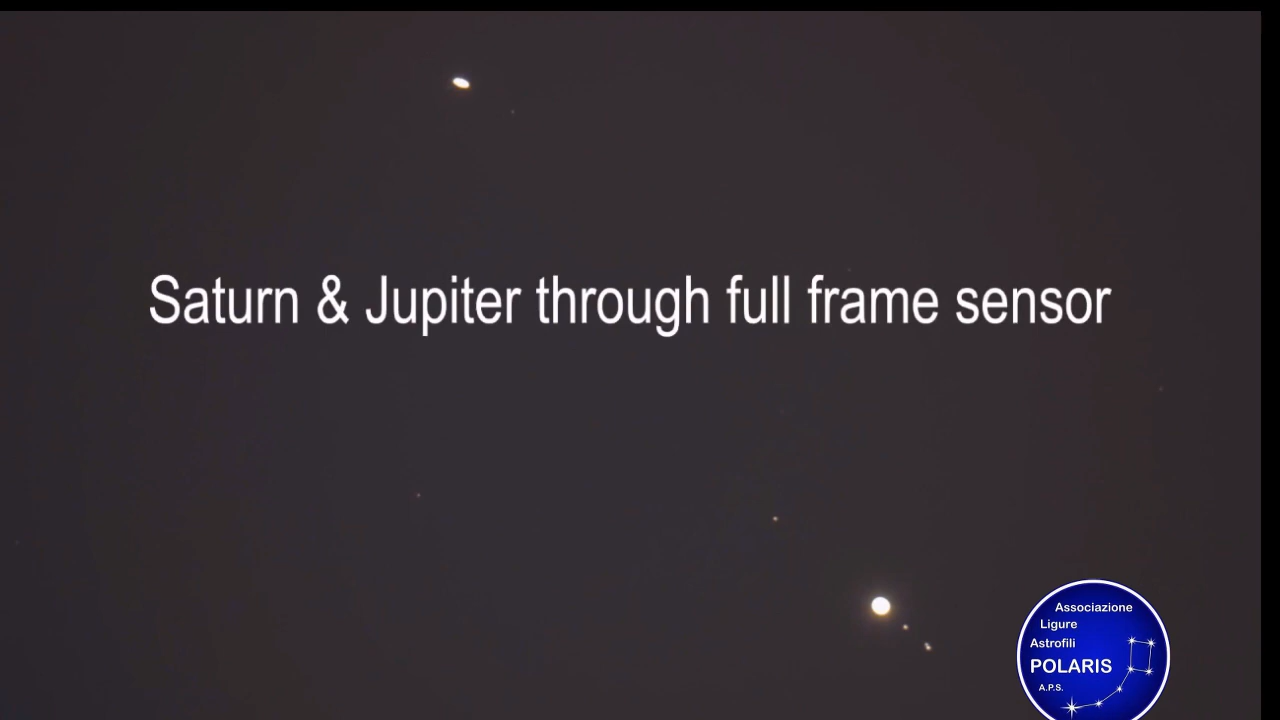 Saturn & Jupiter through full frame sensor
Associazione
Ligure
Astrofili
POLARIS
A.P.S.